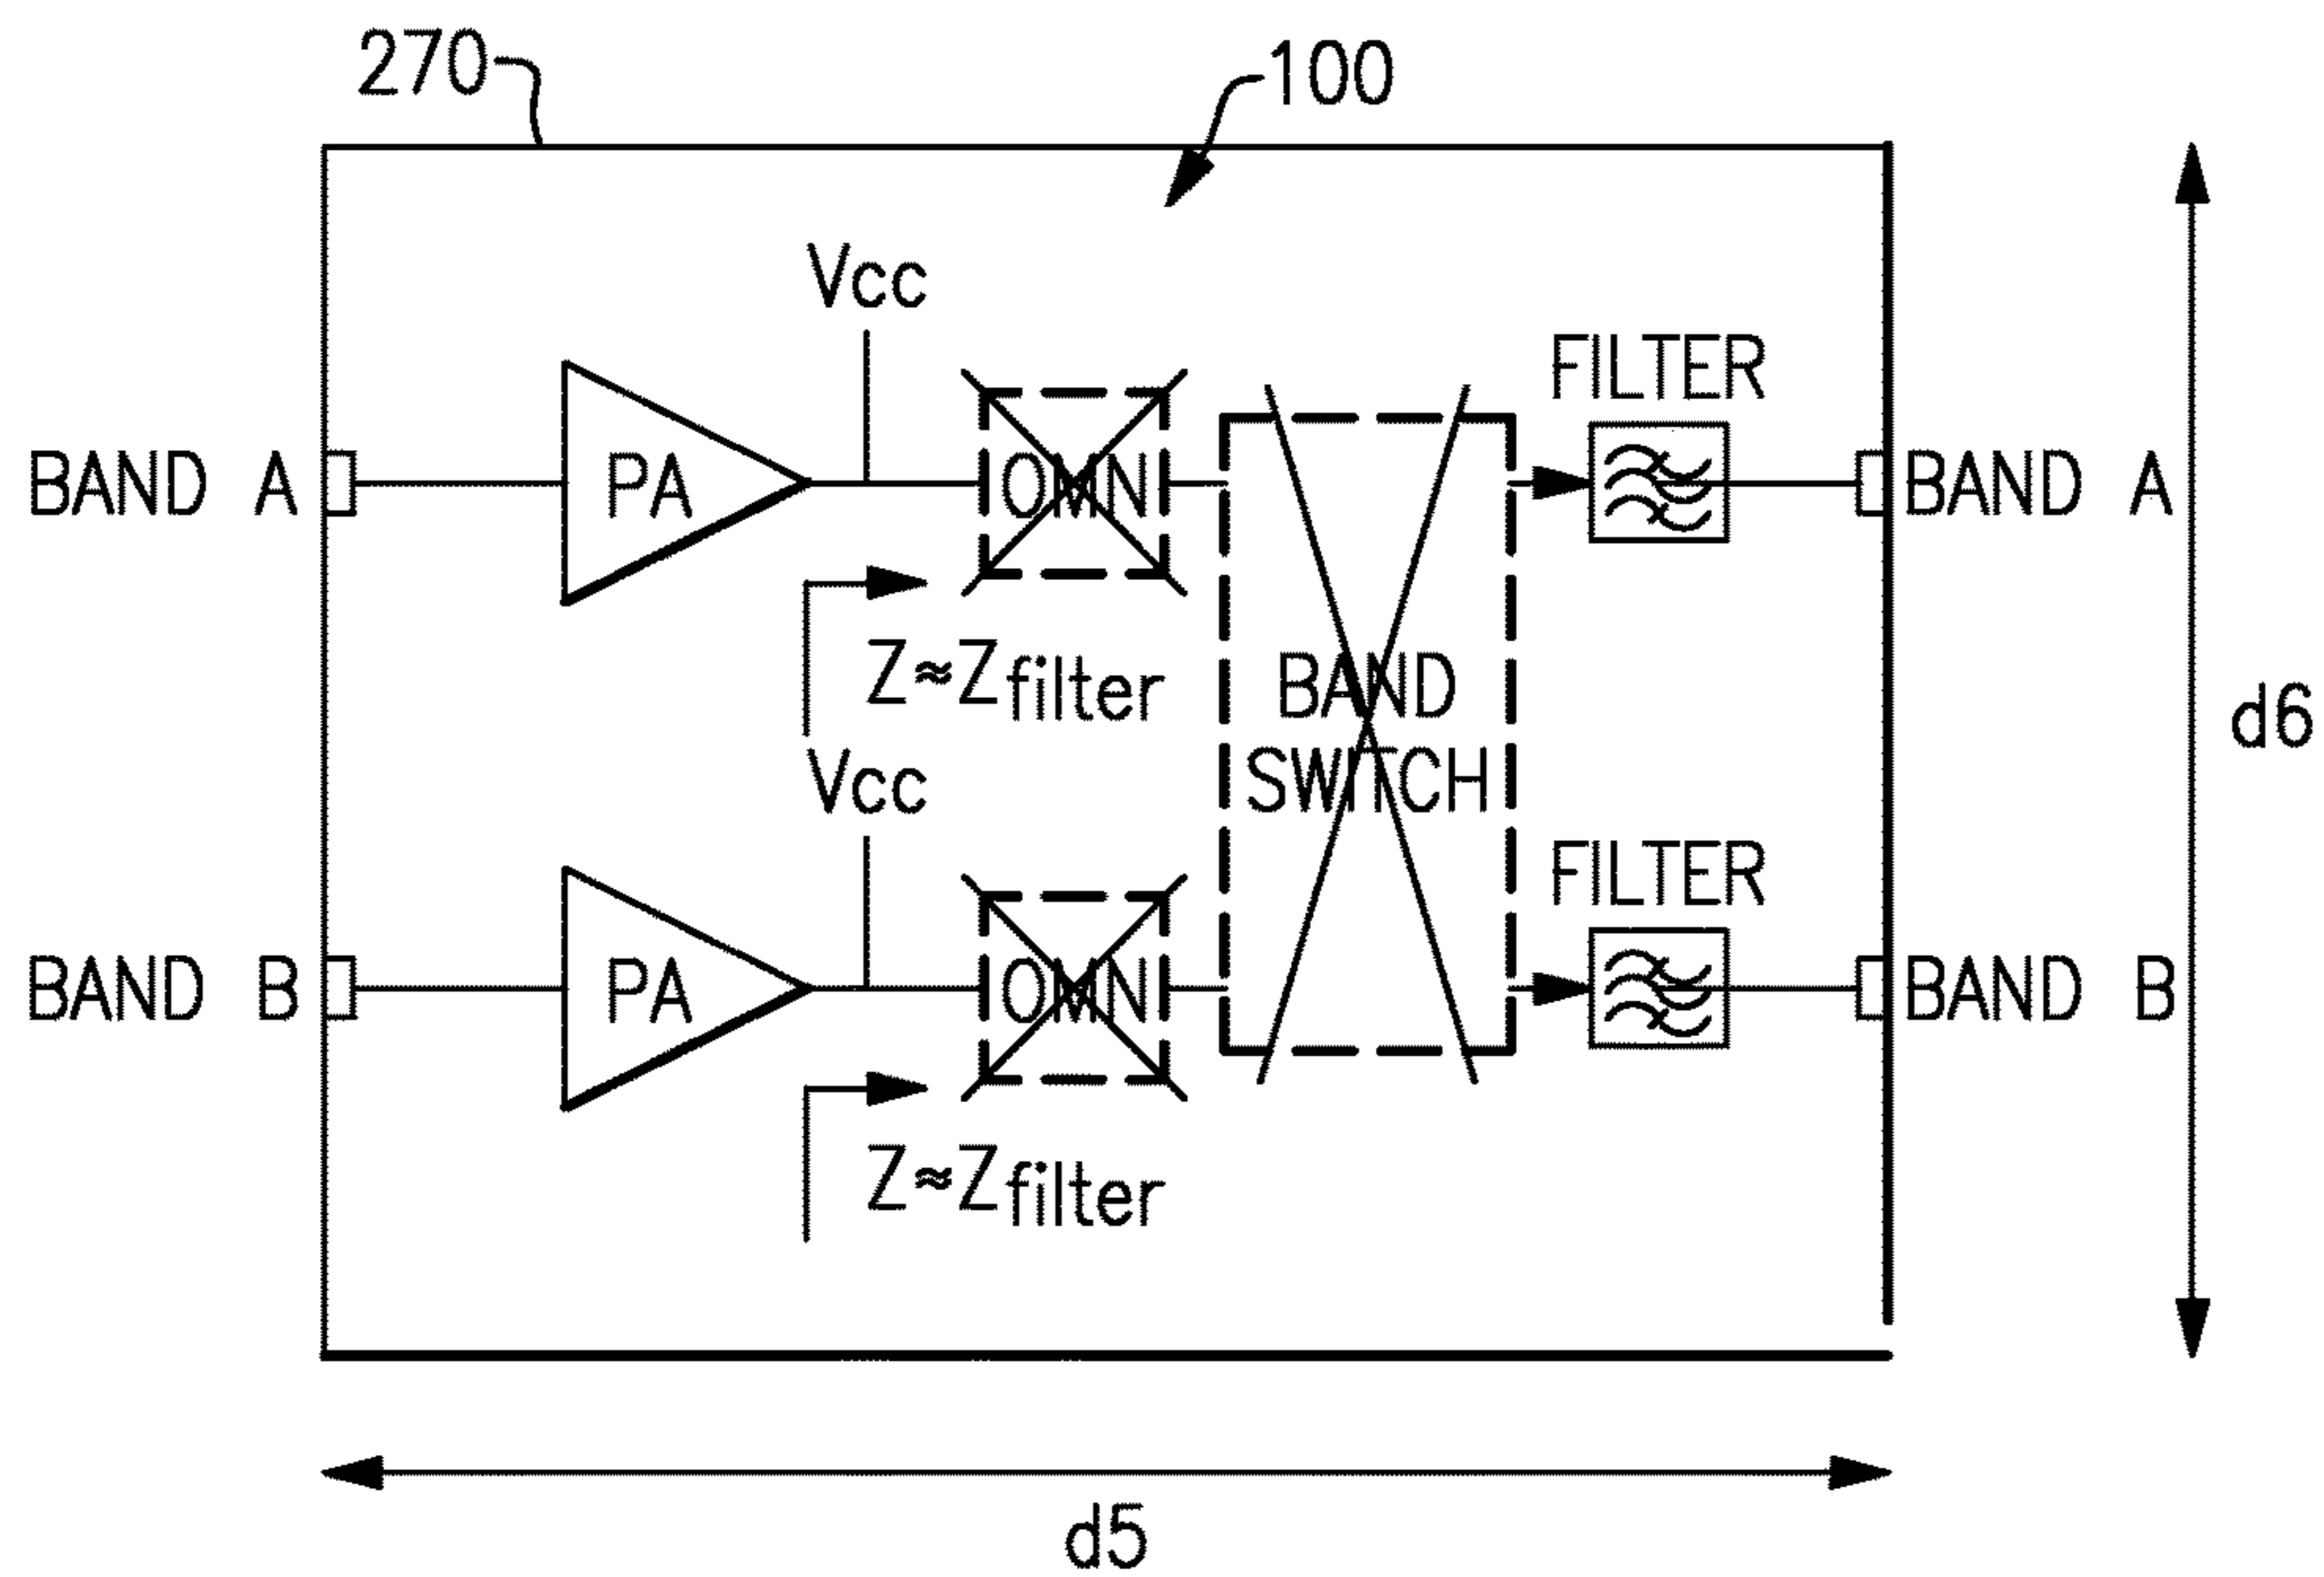 270
100
Vcc
FILTER
BAND A
PA
OMN
BAND A
Z≈Zfilter
BAND
SWITCH
d6
Vcc
FILTER
BAND B
PA
OMN
BAND B
Z≈Zfilter
d5